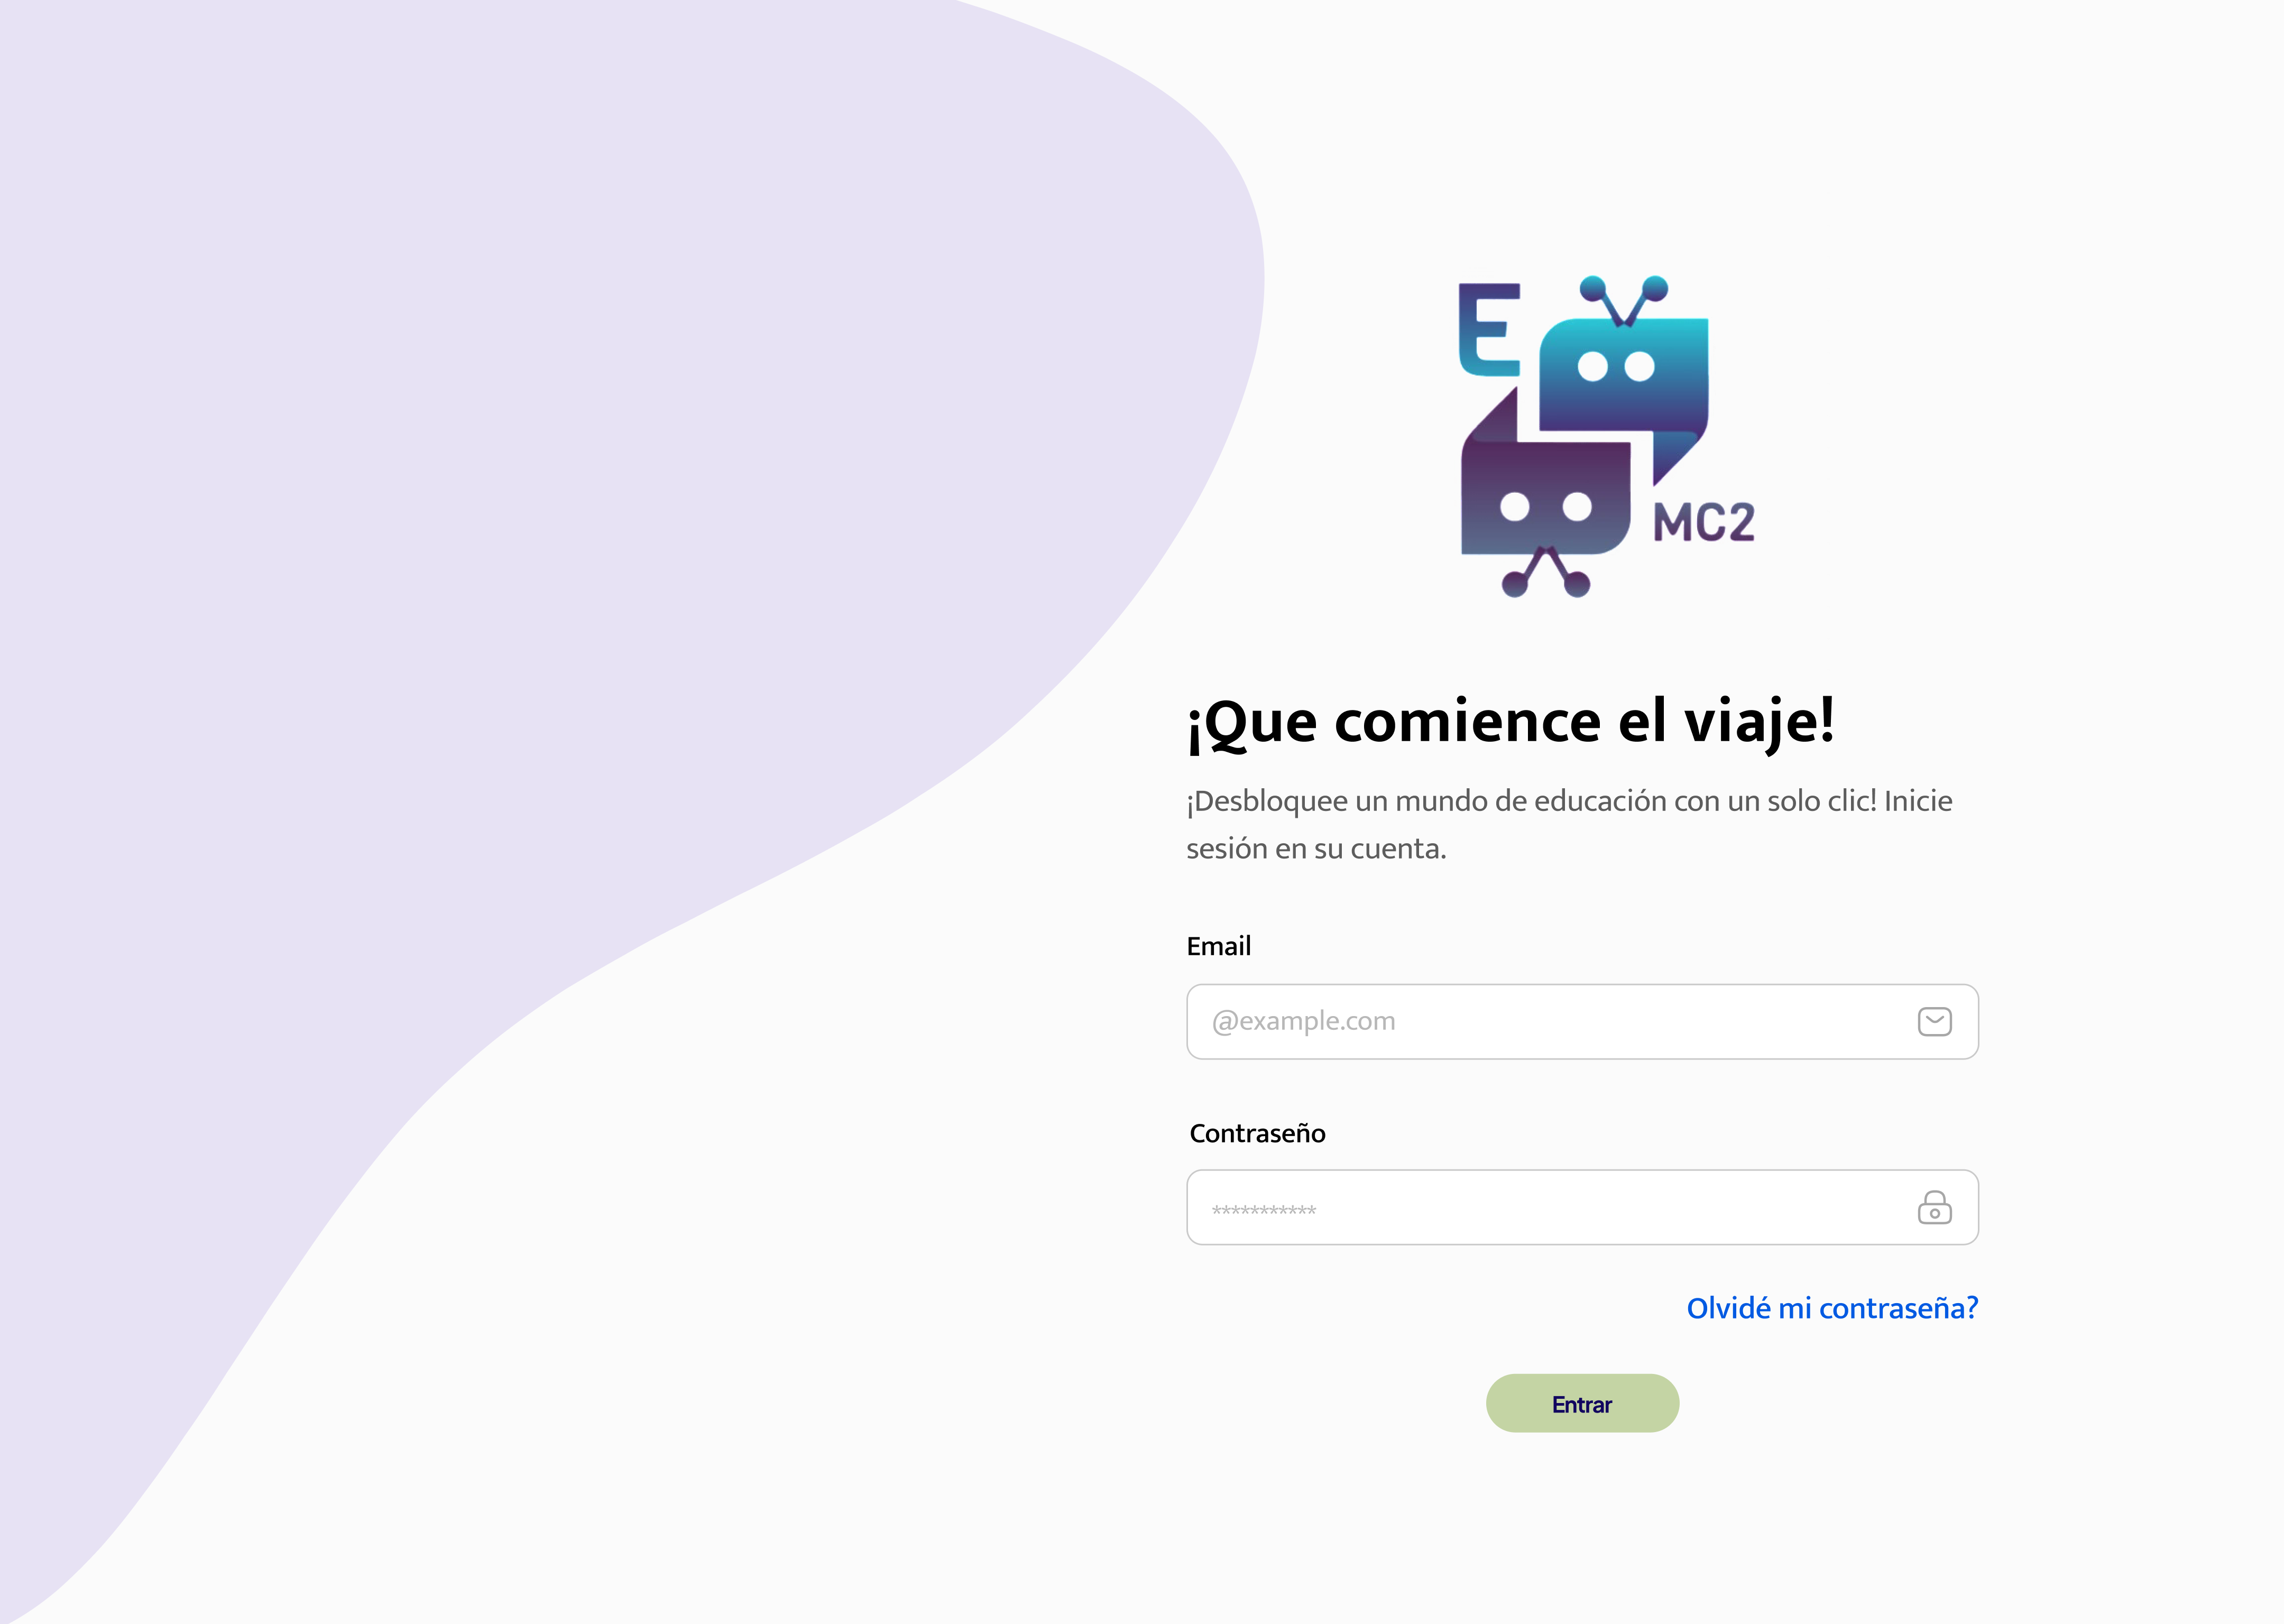 E
MC2
¡Que comience el viaje!
¡Desbloquee un mundo de educación con un solo clic! Inicie
sesión en su cuenta.
Email
@example.com
Contraseño
***********
Olvidé mi contraseña?
Entrar